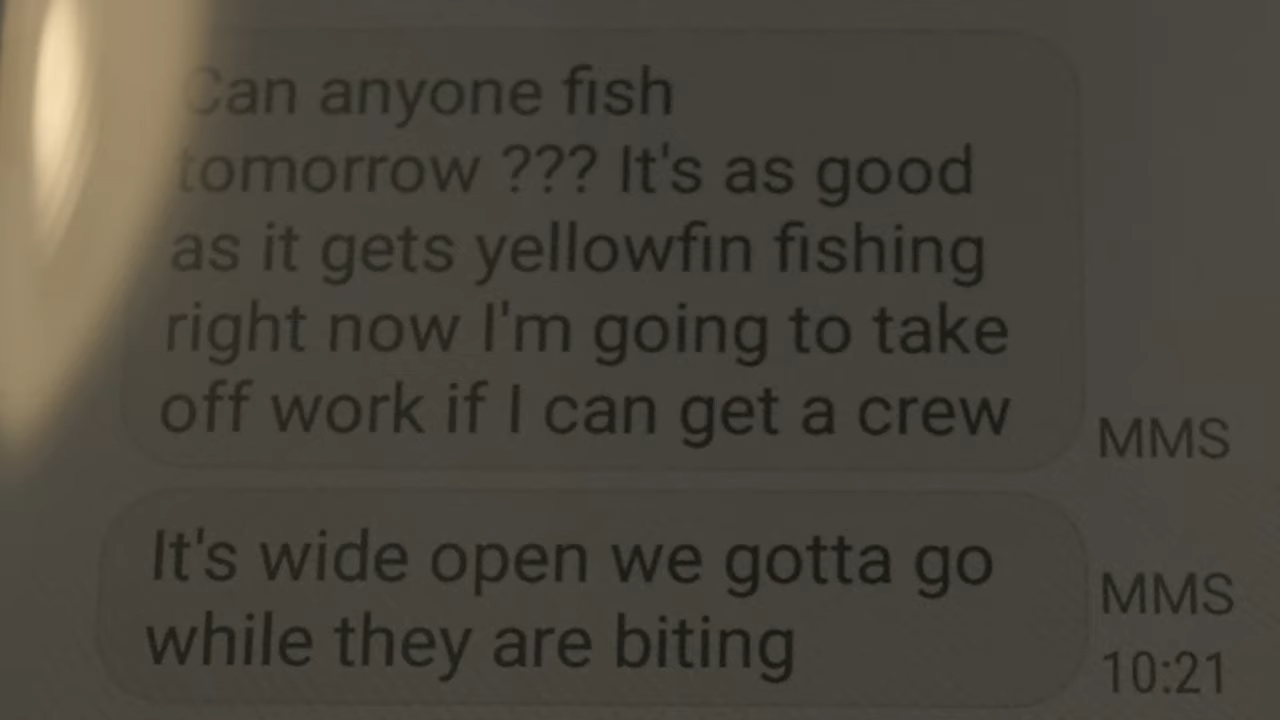 Can anyone fish
tomorrow ??? It's as good
as it gets yellowfin fishing
right now I'm going to take
off work if I can get a crew
MMS
It's wide open we gotta go
while they are biting
MMS
10:21